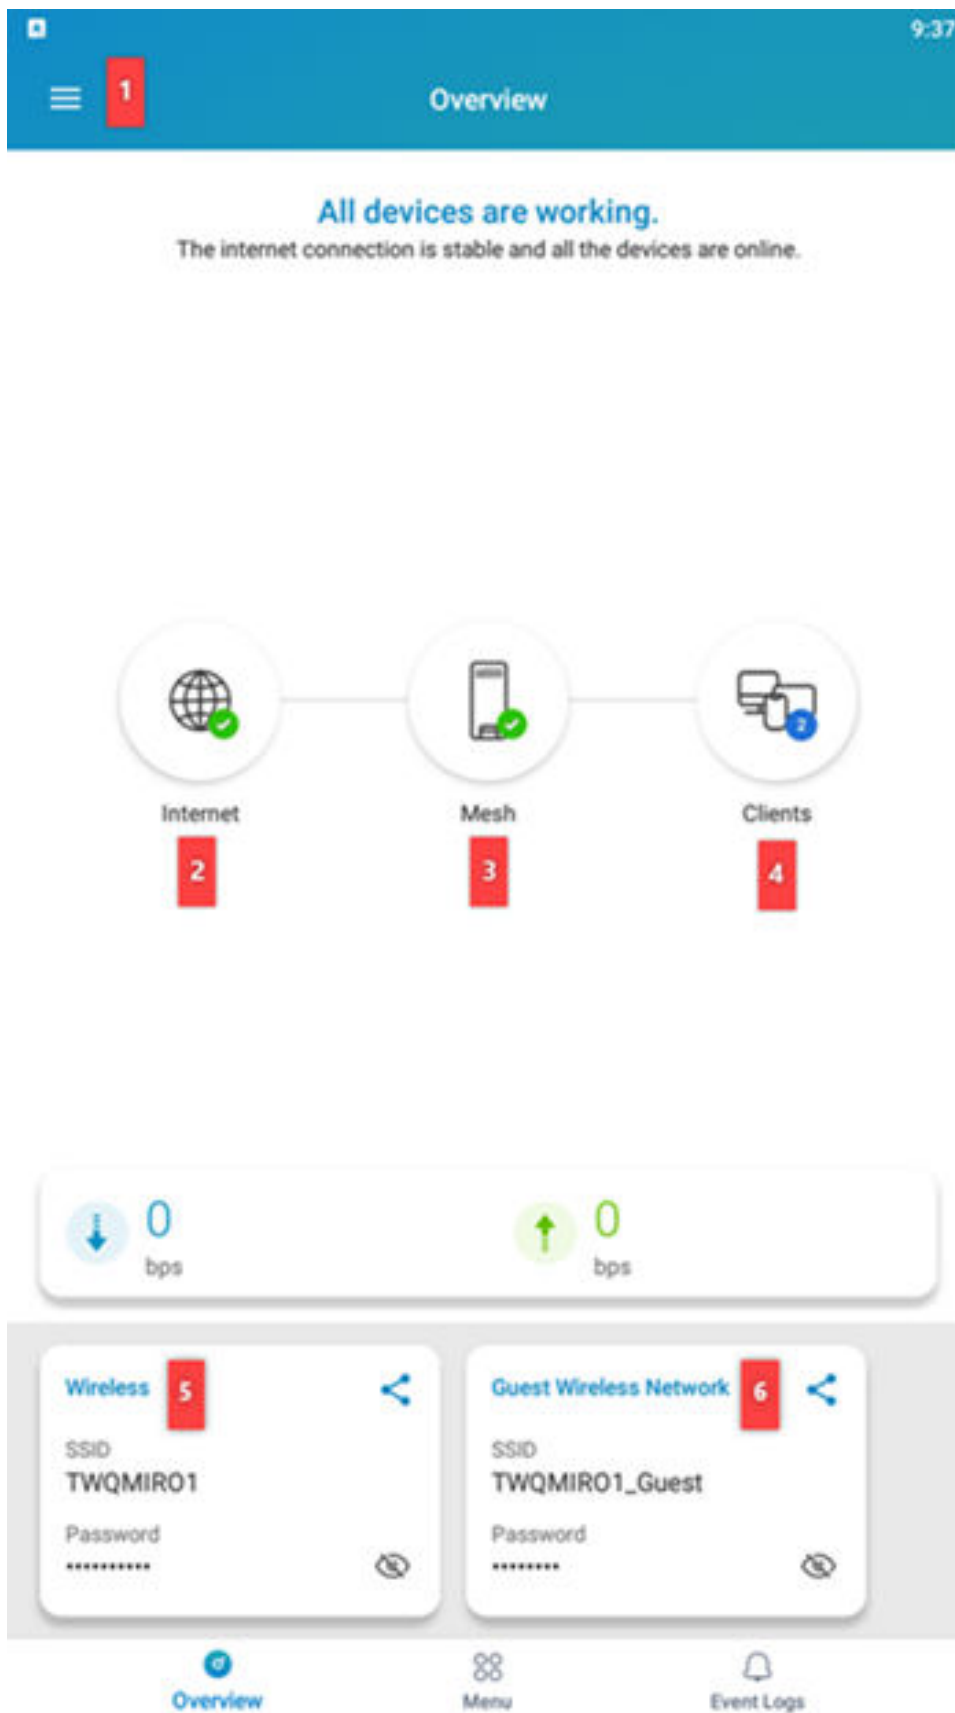 9:37
1
Overview
All devices are working.
The internet connection is stable and all the devices are online.
2
Internet Mesh Clients
2 3 4
0 0
bps bps
Wireless 5 Guest Wireless Network 6
SSID SSID
TWQMIRO1 TWQMIRO1_Guest
Password Password
•••••••••• ••••••••
Overview Menu Event Logs